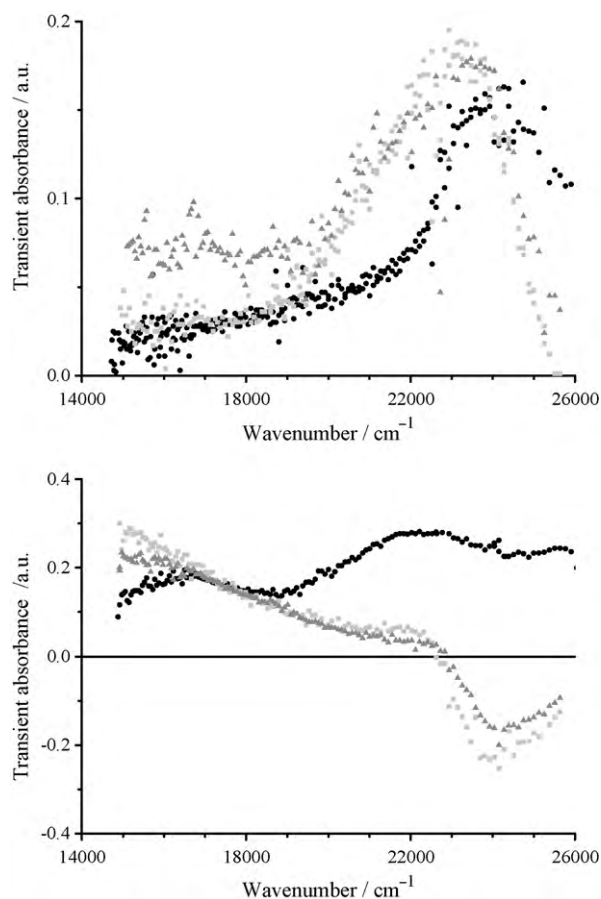 Transient absorbance / a.u.
0.2
0.1
0.0
14000 18000 22000 26000
Wavenumber / cm⁻¹
Transient absorbance /a.u.
0.4
0.2
0.0
-0.2
-0.4
14000 18000 22000 26000
Wavenumber / cm⁻¹